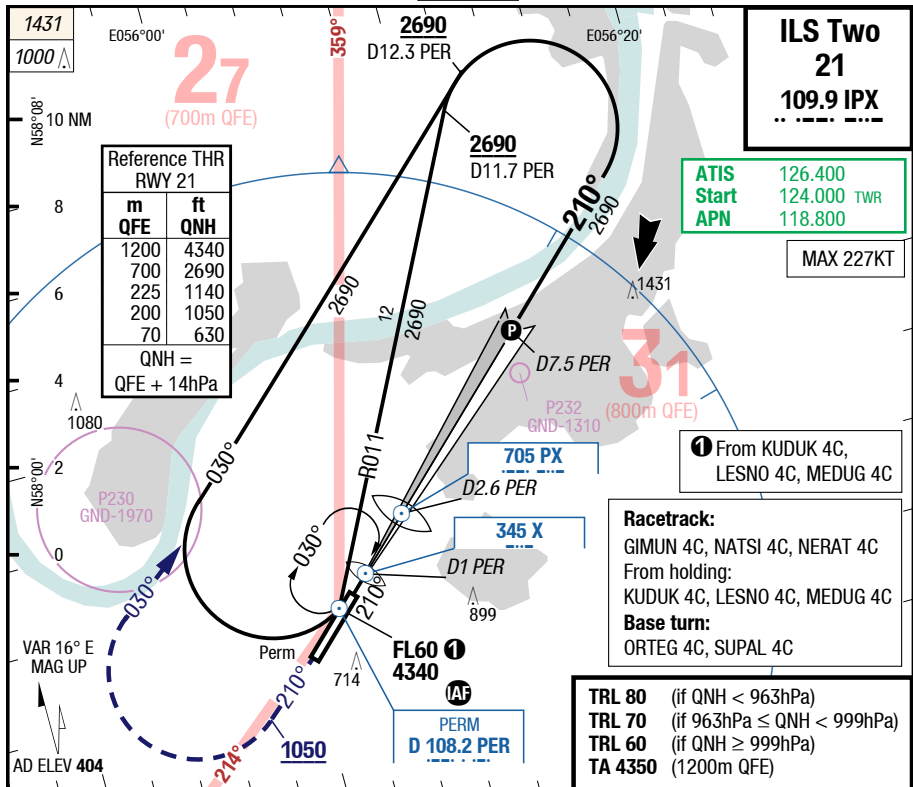 1431
1000
E056°00'
359°
2690
D12.3 PER
E056°20'
ILS Two
21
109.9 IPX
27
(700m QFE)
N58°08'
10 NM
2690
D11.7 PER
Reference THR
RWY 21
m ft
QFE QNH
1200 4340
700 2690
225 1140
200 1050
70 630
QNH =
QFE + 14hPa
ATIS 126.400
Start 124.000 TWR
APN 118.800
210°
2690
MAX 227KT
8
6
4
2
0
2690
12
2690
1431
P
D7.5 PER
31
(800m QFE)
P232
GND-1310
1080
705 PX
1 From KUDUK 4C,
LESNO 4C, MEDUG 4C
N58°00'
030°
R011
D2.6 PER
P230
GND-1970
345 X
030°
D1 PER
Racetrack:
GIMUN 4C, NATSI 4C, NERAT 4C
From holding:
KUDUK 4C, LESNO 4C, MEDUG 4C
Base turn:
ORTEG 4C, SUPAL 4C
030°
210°
899
VAR 16° E
MAG UP
Perm
714
FL60 1
4340
IAF
210°
1050
214°
PERM
D 108.2 PER
AD ELEV 404
TRL 80 (if QNH < 963hPa)
TRL 70 (if 963hPa ≤ QNH < 999hPa)
TRL 60 (if QNH ≥ 999hPa)
TA 4350 (1200m QFE)